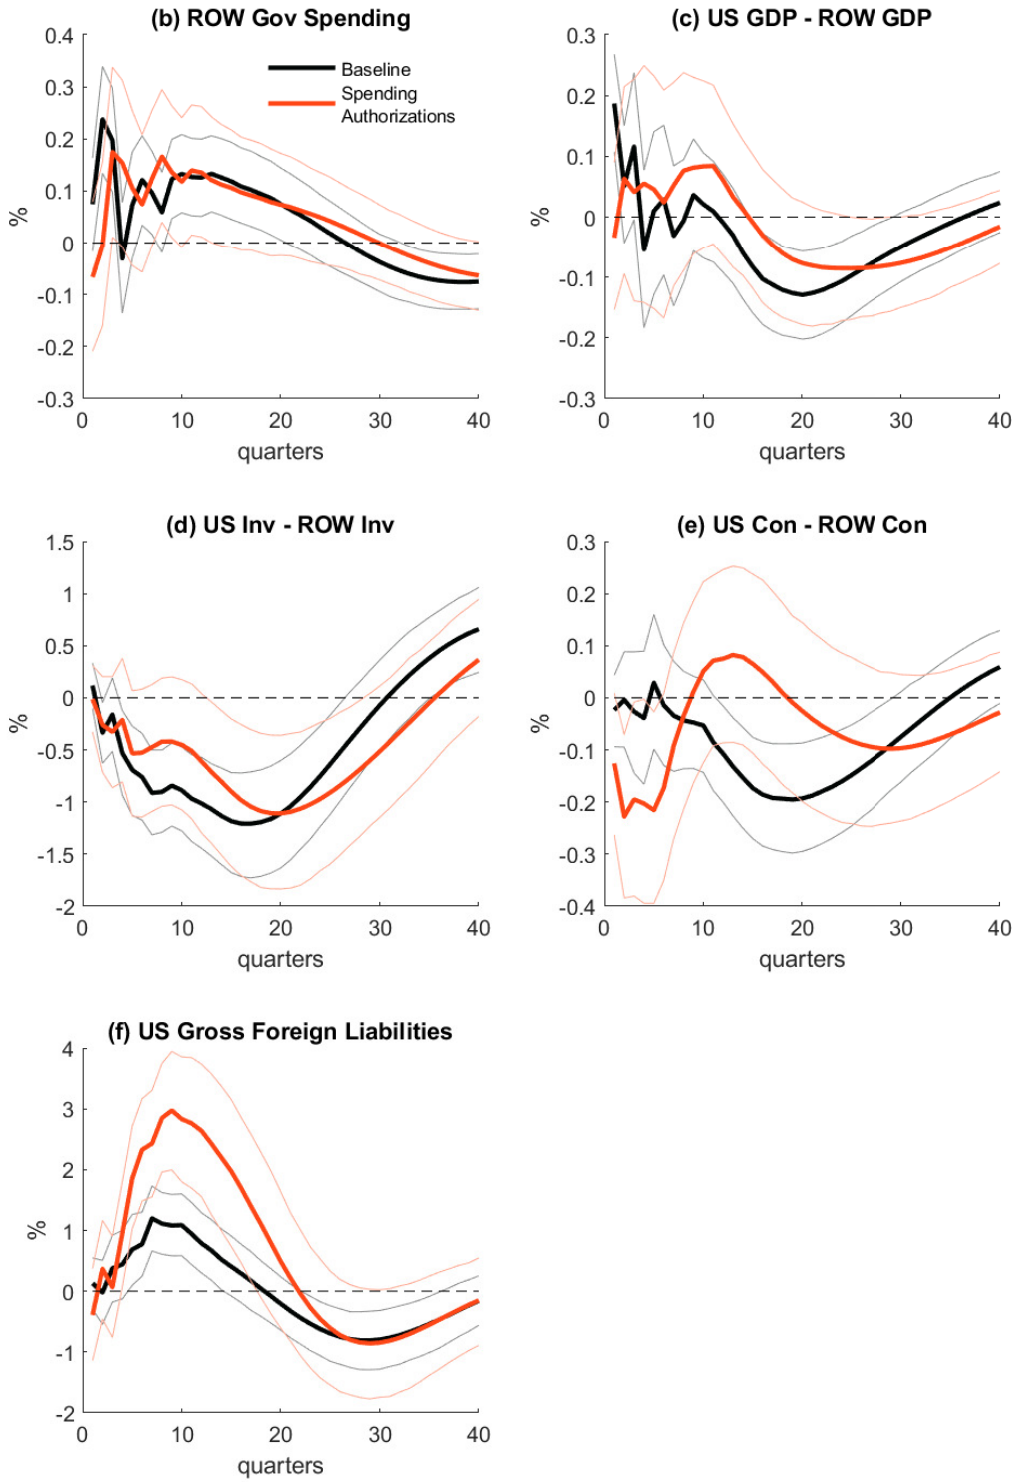 (b) ROW Gov Spending
0.4
0.3
0.2
0.1
0
-0.1
-0.2
-0.3
%
Baseline
Spending
Authorizations
0 10 20 30 40
quarters
(c) US GDP - ROW GDP
0.3
0.2
0.1
0
-0.1
-0.2
-0.3
%
0 10 20 30 40
quarters
(d) US Inv - ROW Inv
1.5
1
0.5
0
-0.5
-1
-1.5
-2
%
0 10 20 30 40
quarters
(e) US Con - ROW Con
0.3
0.2
0.1
0
-0.1
-0.2
-0.3
-0.4
%
0 10 20 30 40
quarters
(f) US Gross Foreign Liabilities
4
3
2
1
0
-1
-2
%
0 10 20 30 40
quarters